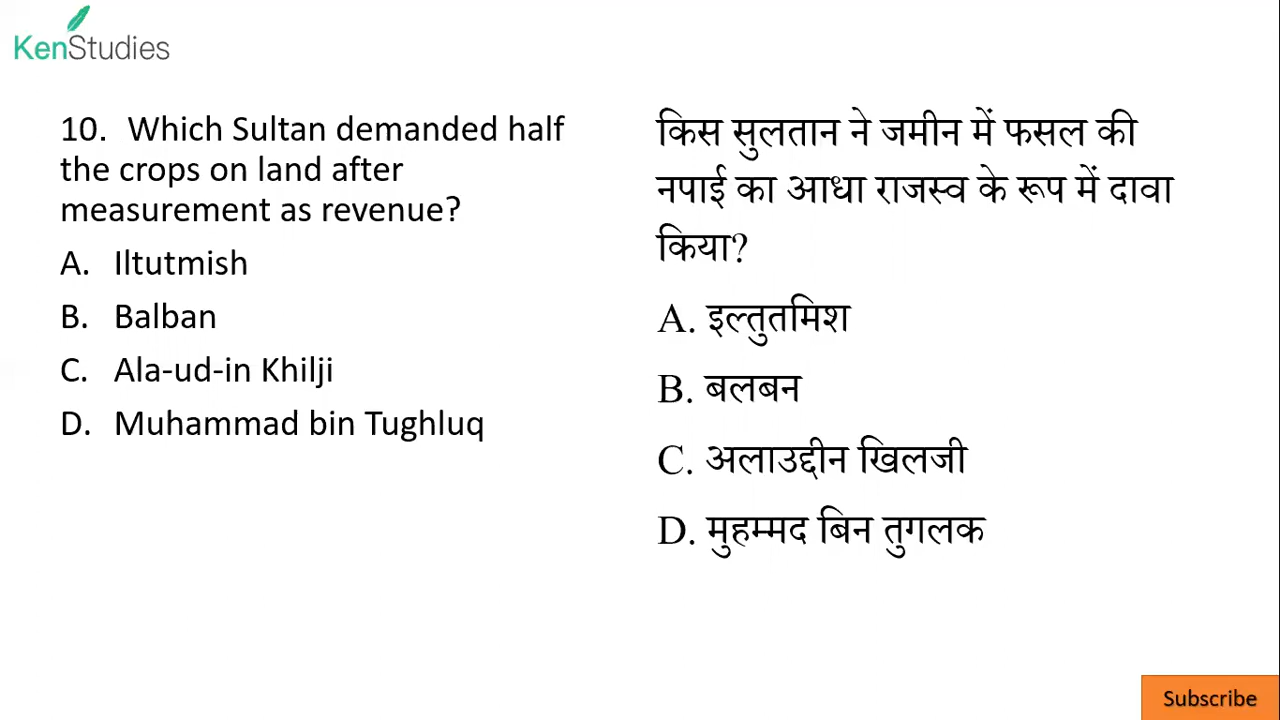 KenStudies
10. Which Sultan demanded half
the crops on land after
measurement as revenue?
A. Iltutmish
B. Balban
C. Ala-ud-in Khilji
D. Muhammad bin Tughluq
किस सुलतान ने जमीन में फसल की
नपाई का आधा राजस्व के रूप में दावा
किया?
A. इल्तुतमिश
B. बलबन
C. अलाउद्दीन खिलजी
D. मुहम्मद बिन तुगलक
Subscribe